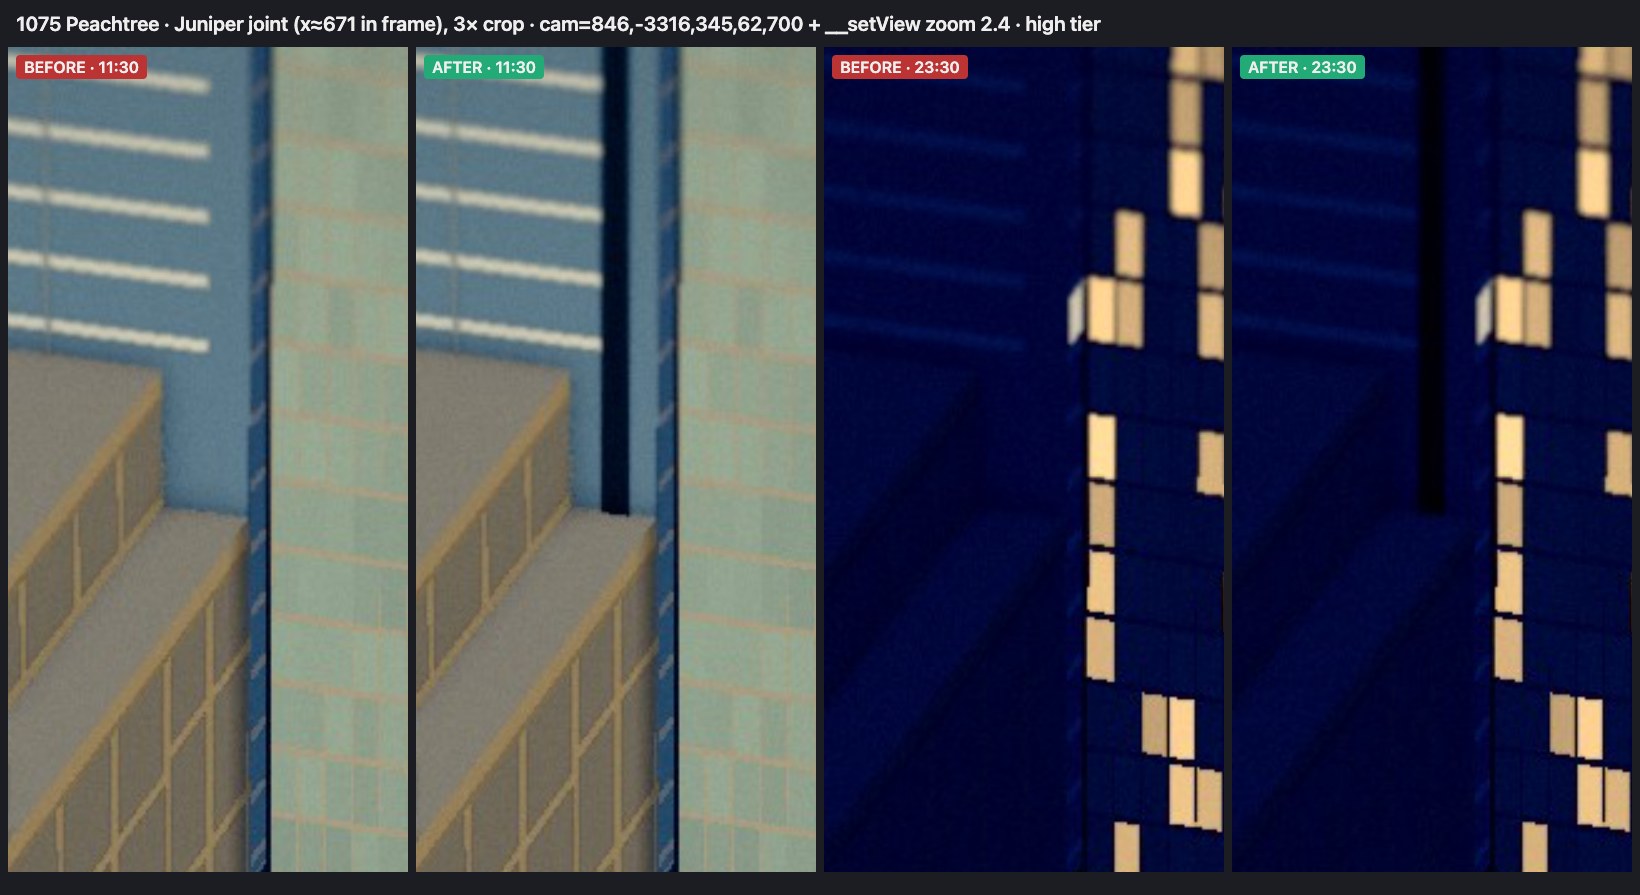 1075 Peachtree · Juniper joint (x≈671 in frame), 3× crop · cam=846,-3316,345,62,700 + __setView zoom 2.4 · high tier
BEFORE · 11:30
AFTER · 11:30
BEFORE · 23:30
AFTER · 23:30